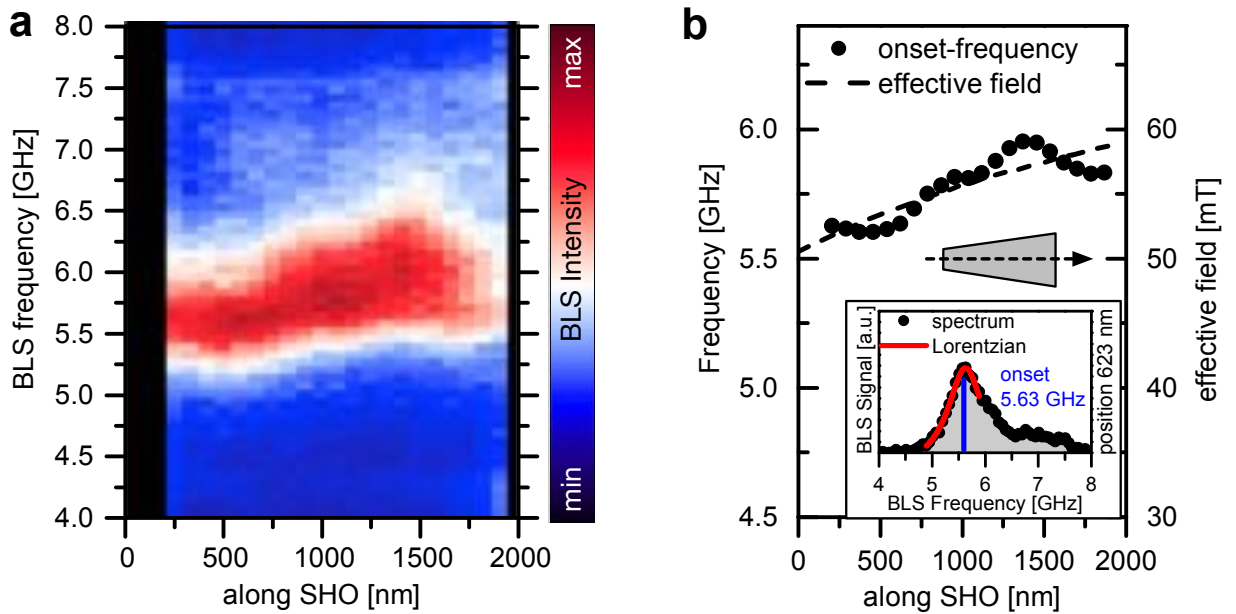 a
BLS frequency [GHz]
8.0
7.5
7.0
6.5
6.0
5.5
5.0
4.5
4.0
0
500
1000
1500
2000
along SHO [nm]
max
BLS Intensity
min
b
Frequency [GHz]
6.0
5.5
5.0
4.5
onset-frequency
effective field
60
50
40
30
effective field [mT]
BLS Signal [a.u.]
spectrum
Lorentzian
onset
5.63 GHz
position 623 nm
4
5
6
7
8
BLS Frequency [GHz]
0
500
1000
1500
2000
along SHO [nm]